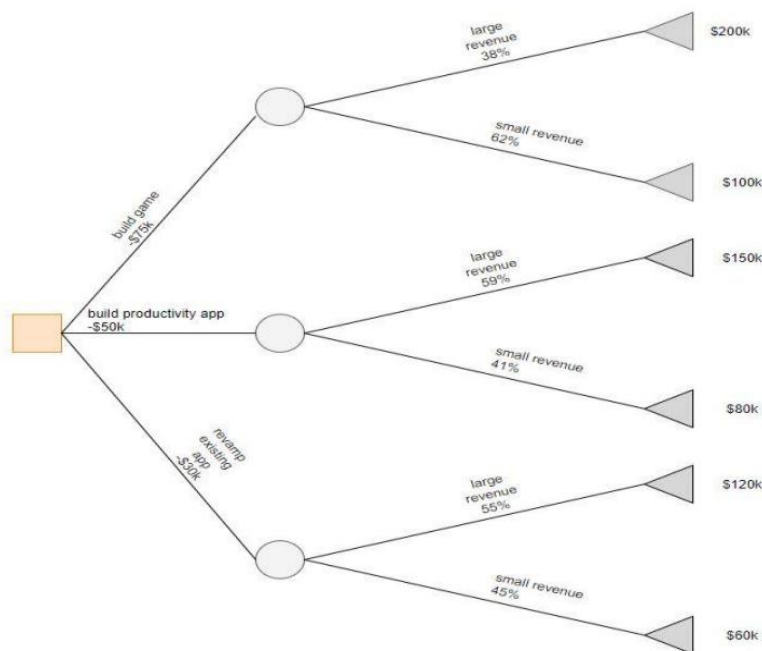 large
revenue
38%
$200k
small revenue
62%
$100k
build game
-$75k
large
revenue
59%
$150k
build productivity app
-$50k
small revenue
41%
$80k
revamp
existing
app
-$30k
large
revenue
55%
$120k
small revenue
45%
$60k